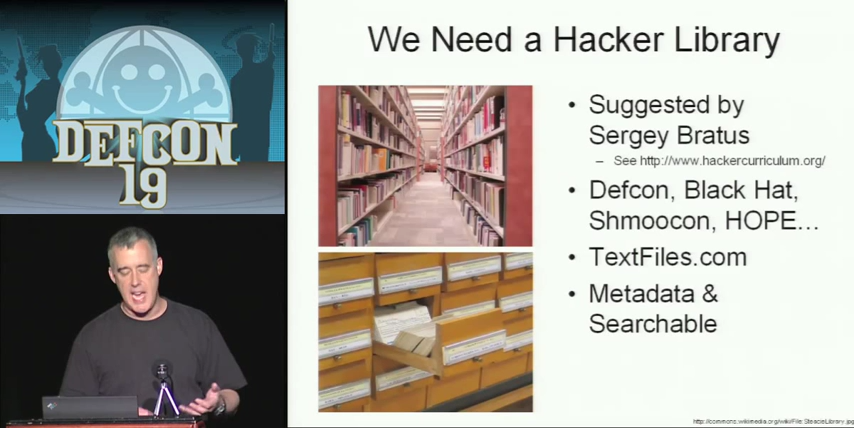 DEFCON
19
We Need a Hacker Library
• Suggested by
Sergey Bratus
– See http://www.hackercurriculum.org/
• Defcon, Black Hat,
Shmoocon, HOPE...
• TextFiles.com
• Metadata &
Searchable
http://commons.wikimedia.org/wiki/File:SteacieLibrary.jpg